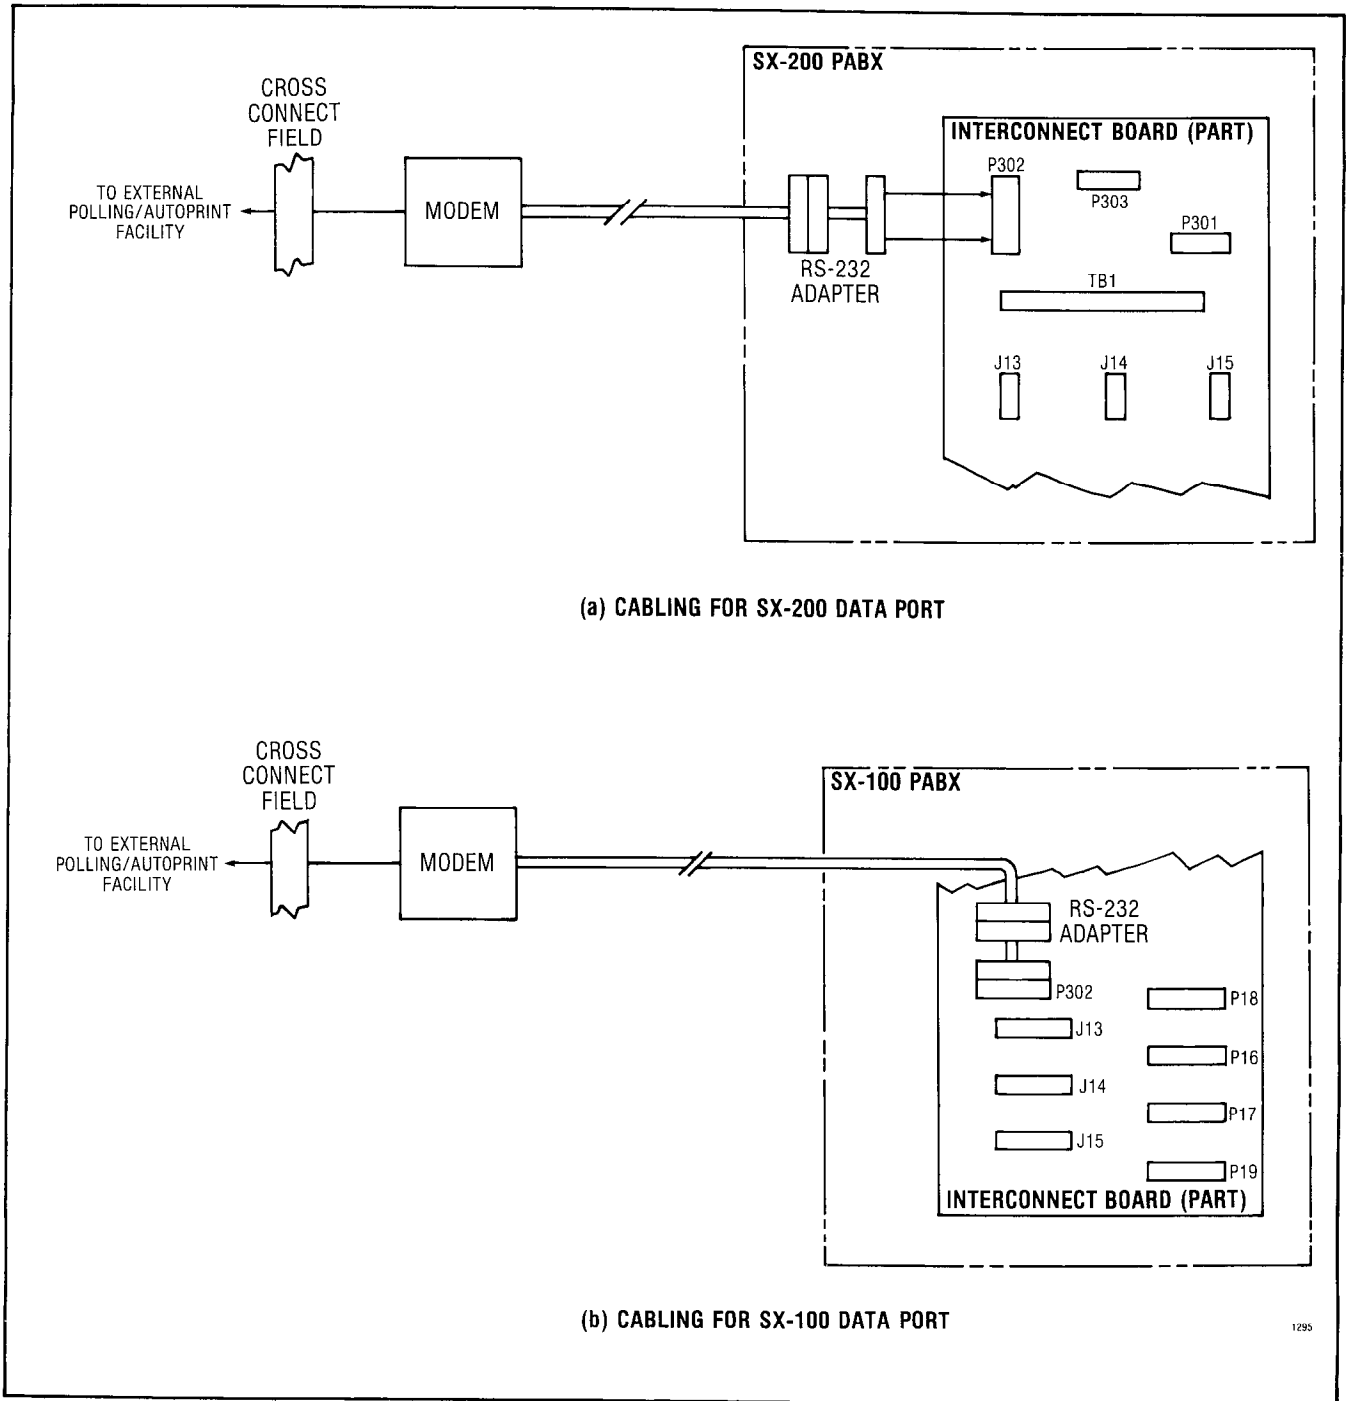 SX-200 PABX
CROSS
CONNECT
FIELD
INTERCONNECT BOARD (PART)
P302
P303
TO EXTERNAL
POLLING/AUTOPRINT
FACILITY
MODEM
P301
RS-232
ADAPTER
TB1
J13
J14
J15
(a) CABLING FOR SX-200 DATA PORT
CROSS
CONNECT
FIELD
SX-100 PABX
TO EXTERNAL
POLLING/AUTOPRINT
FACILITY
MODEM
RS-232
ADAPTER
P302
P18
J13
P16
J14
P17
J15
P19
INTERCONNECT BOARD (PART)
(b) CABLING FOR SX-100 DATA PORT
1295